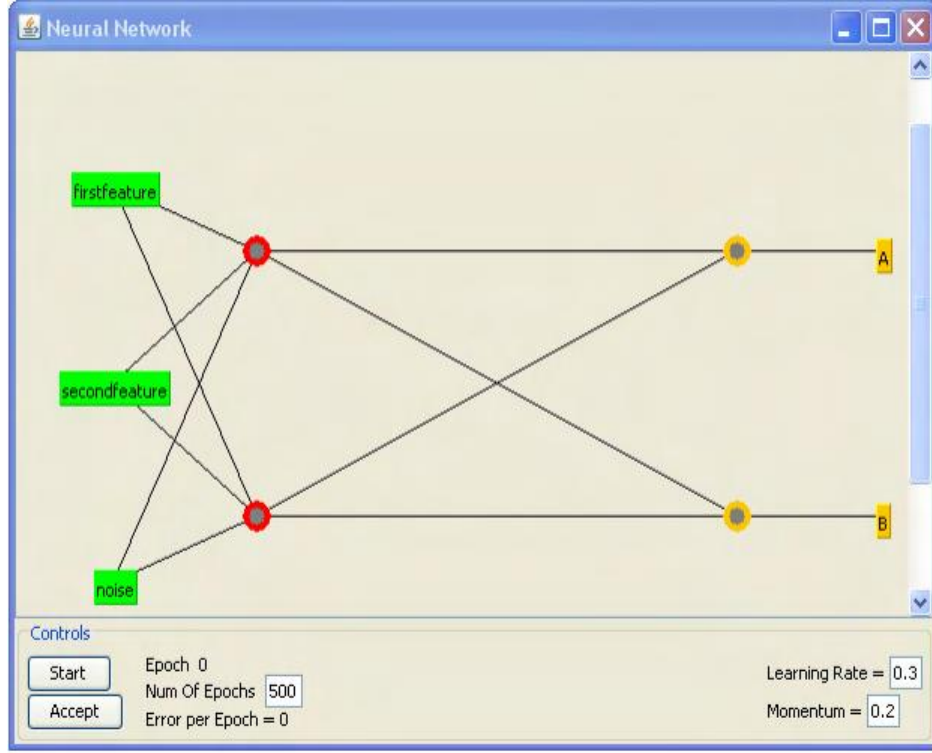 Neural Network
firstfeature
A
secondfeature
B
noise
Controls
Start
Accept
Epoch 0
Num Of Epochs 500
Error per Epoch = 0
Learning Rate = 0.3
Momentum = 0.2